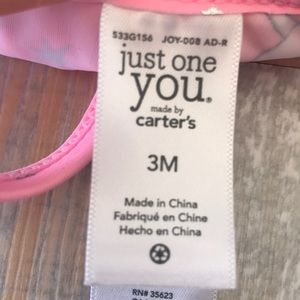 533G156 JOY-008 AD-R
just one
you.
made by
carter's
3M
Made in China
Fabriqué en Chine
Hecho en China
RN# 35623